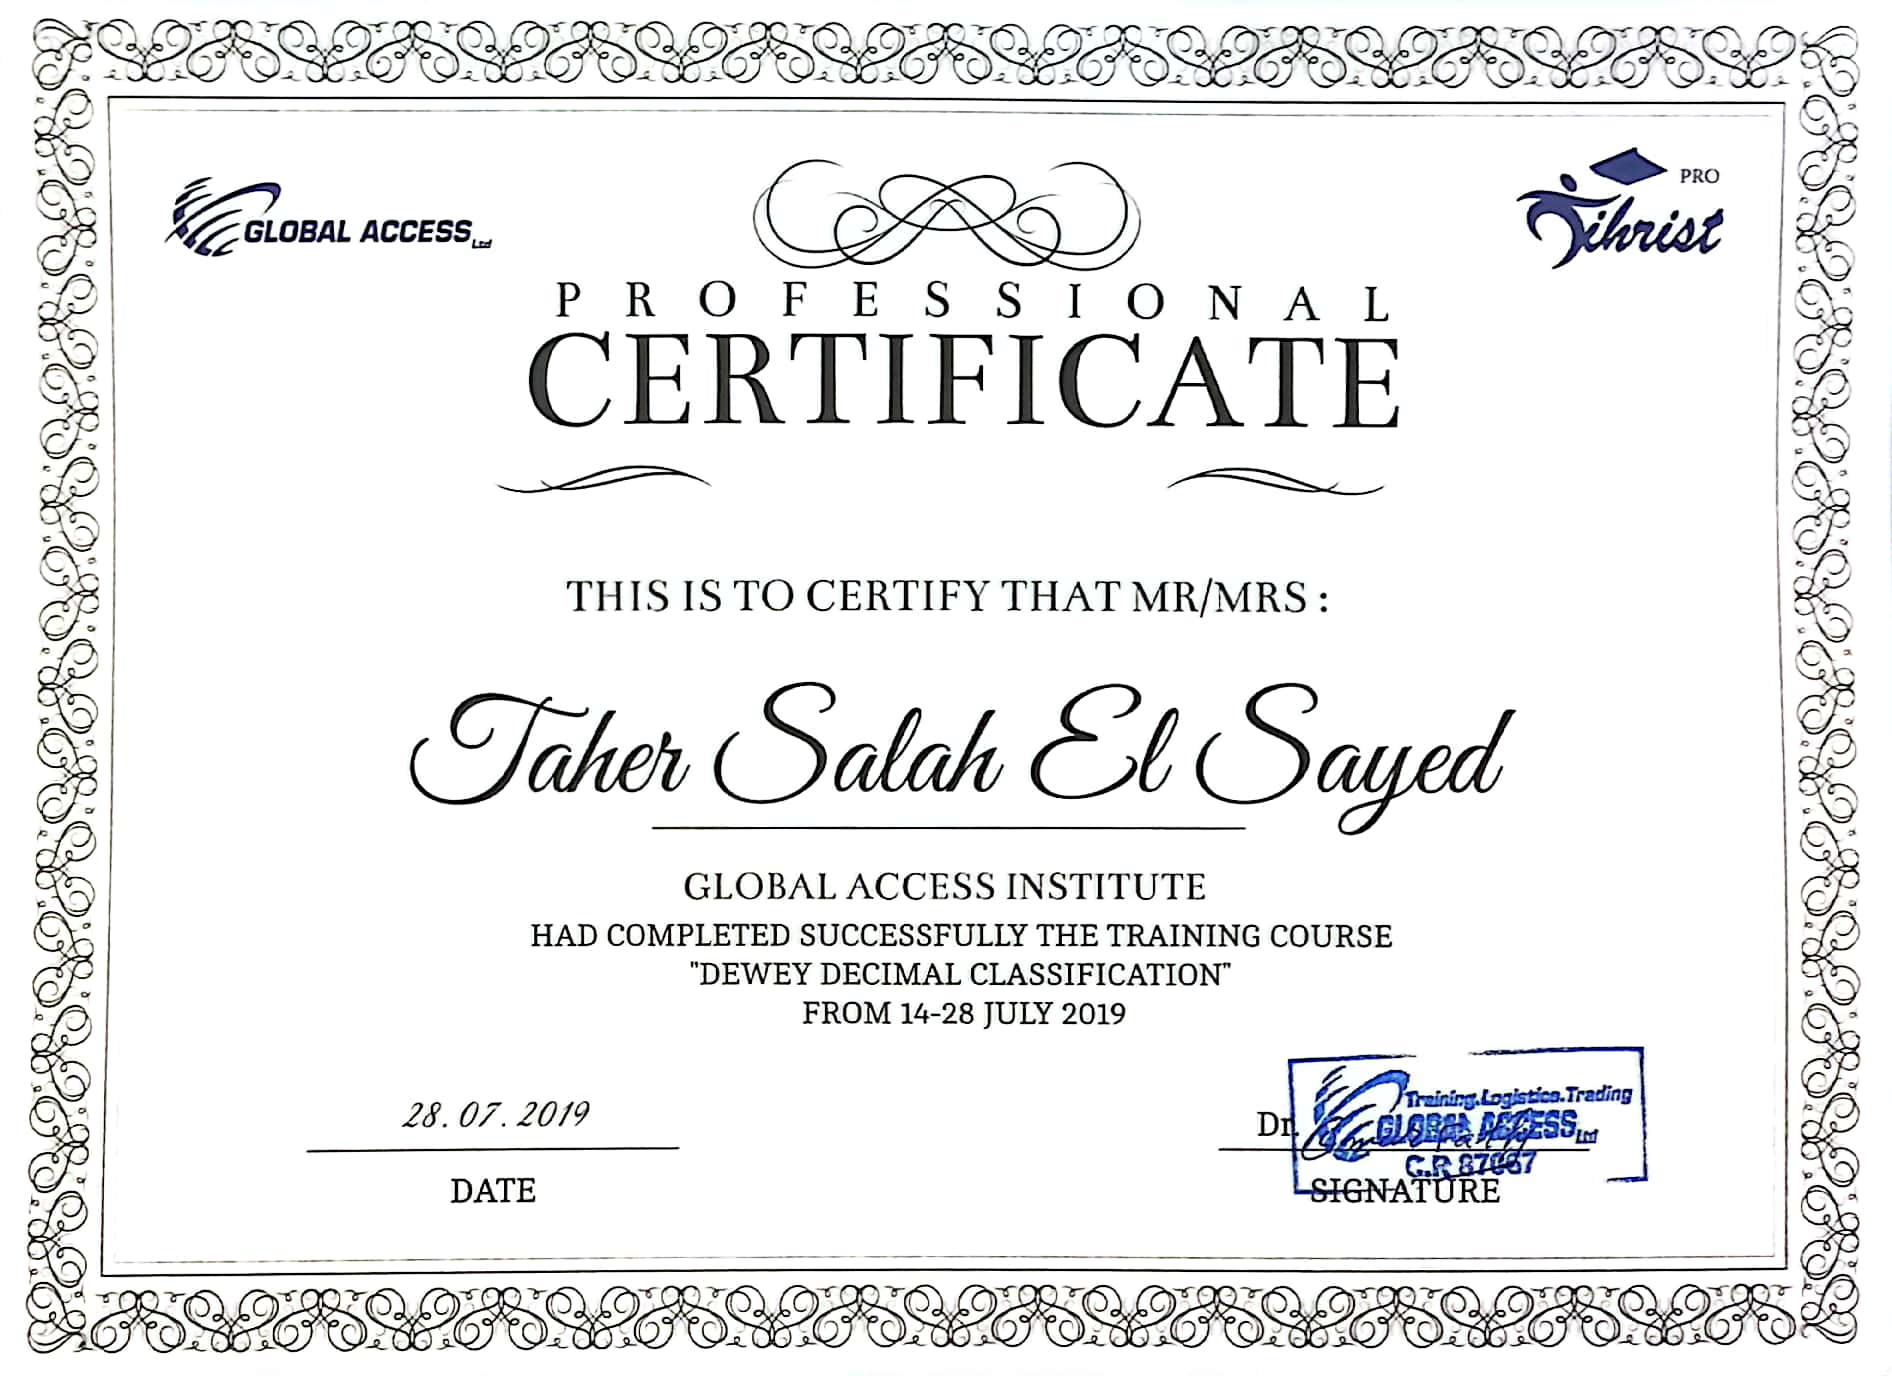 GLOBAL ACCESS Ltd
PRO
Fihrist
PROFESSIONAL
CERTIFICATE
THIS IS TO CERTIFY THAT MR/MRS :
Taher Salah El Sayed
GLOBAL ACCESS INSTITUTE
HAD COMPLETED SUCCESSFULLY THE TRAINING COURSE
"DEWEY DECIMAL CLASSIFICATION"
FROM 14-28 JULY 2019
28.07.2019
DATE
Training.Logistics.Trading
GLOBAL ACCESS Ltd
C.R 87067
Dr.
SIGNATURE